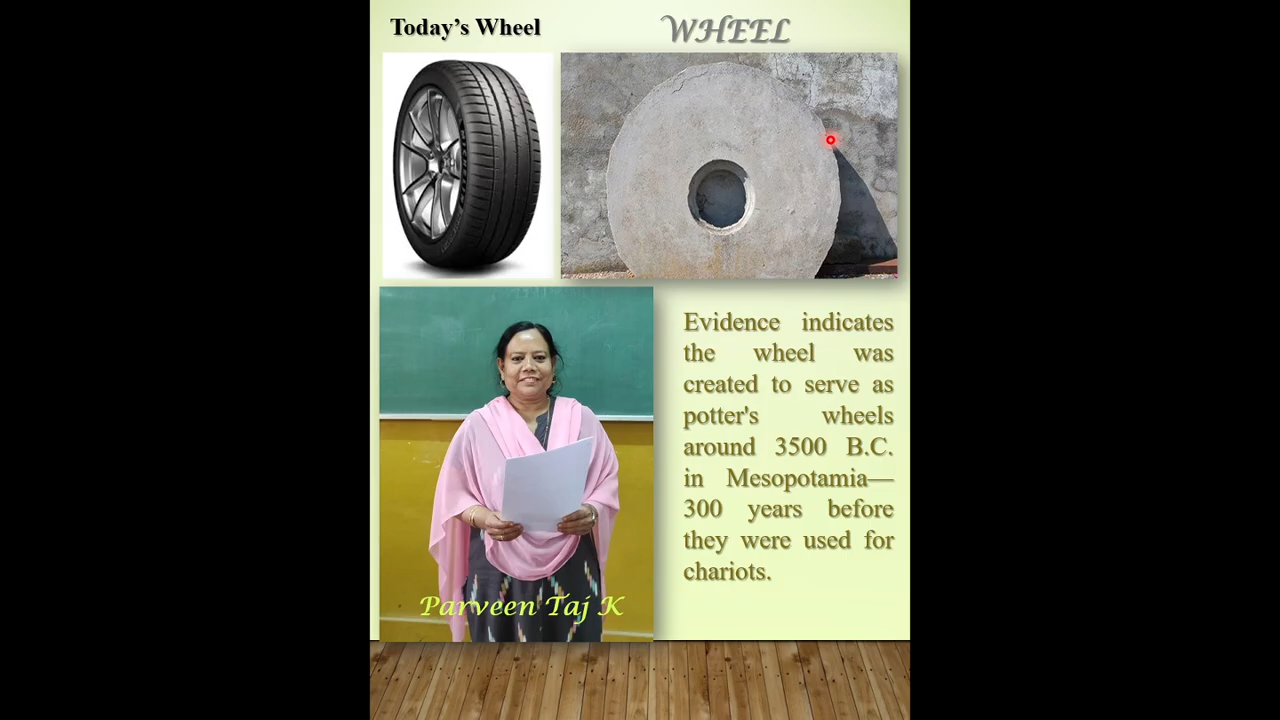 Today’s Wheel
WHEEL
Evidence indicates
the wheel was
created to serve as
potter's wheels
around 3500 B.C.
in Mesopotamia—
300 years before
they were used for
chariots.
Parveen Taj K